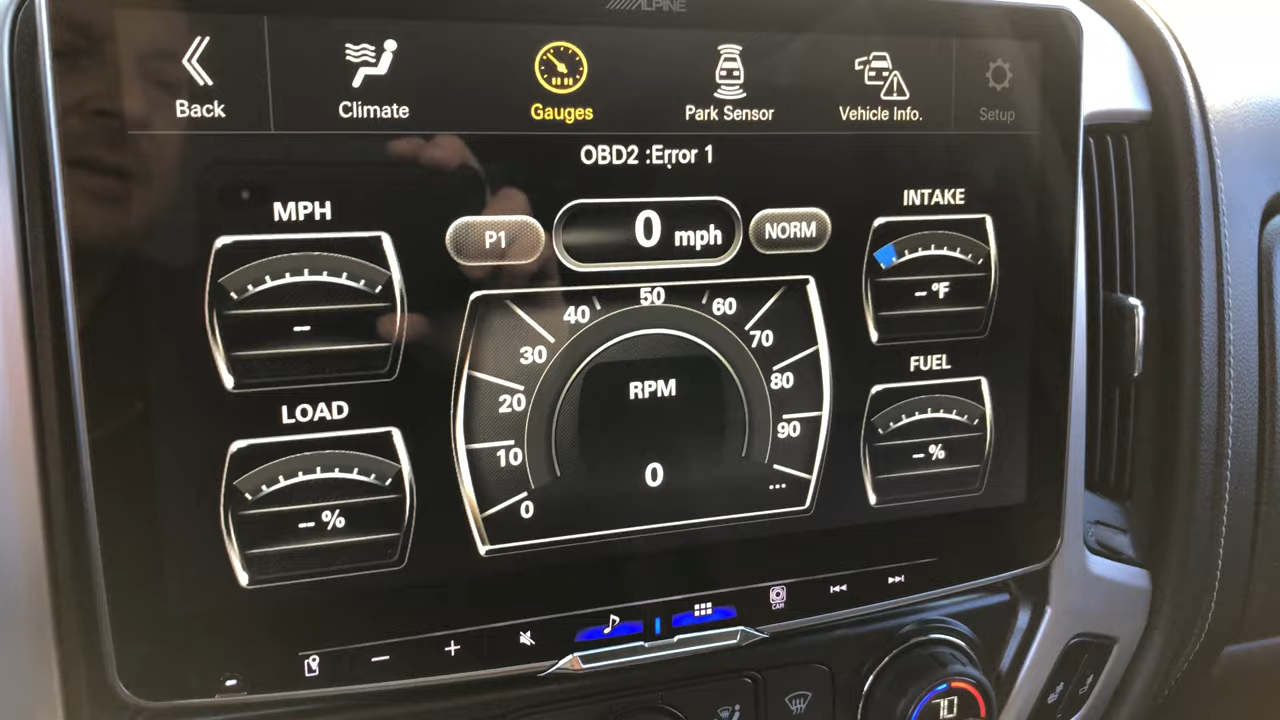 ALPINE
Back
Climate
Gauges
Park Sensor
Vehicle Info.
Setup
OBD2 :Error 1
MPH
P1
0 mph
NORM
INTAKE
-- °F
--
40
50
60
30
70
20
80
10
90
0
...
RPM
0
FUEL
-- %
LOAD
-- %
CAM
70